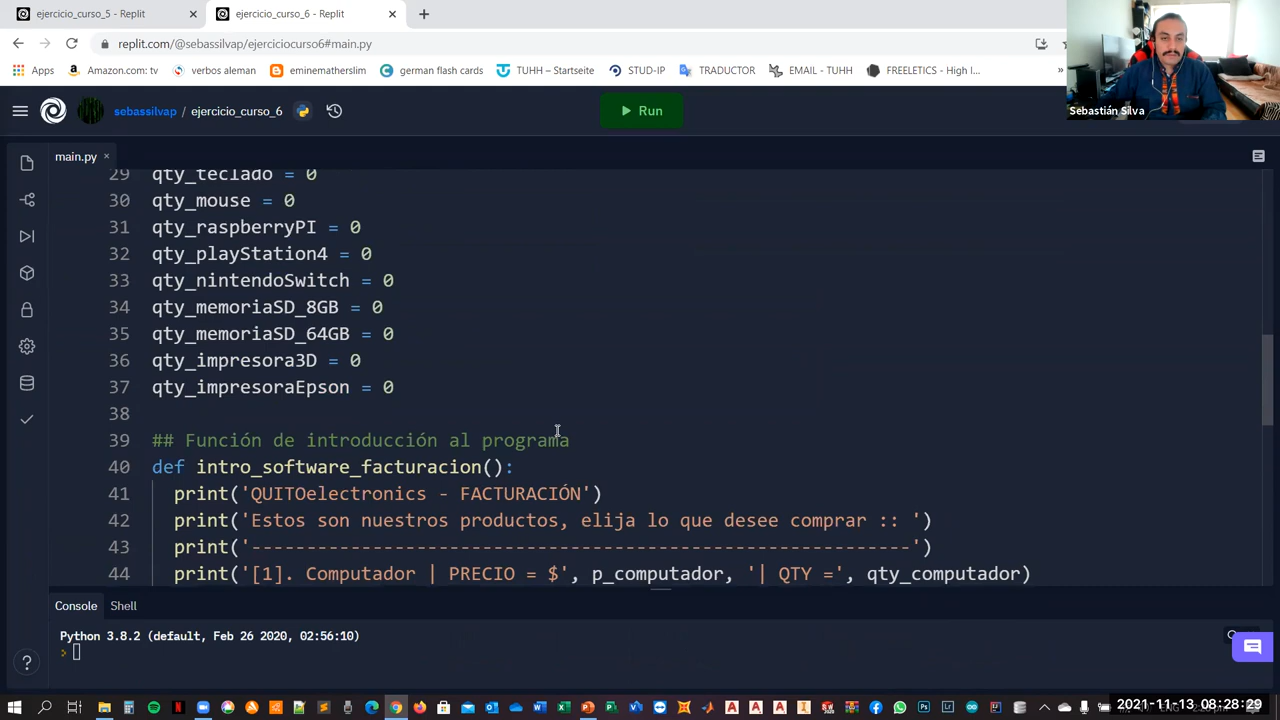 ejercicio_curso_5 - Replit
ejercicio_curso_6 - Replit
replit.com/@sebassilvap/ejerciciocurso6#main.py
Apps
Amazon.com: tv
verbos aleman
eminematherslim
german flash cards
TUHH – Startseite
STUD-IP
TRADUCTOR
EMAIL - TUHH
FREELETICS - High I...
»
Sebastián Silva
sebassilvap / ejercicio_curso_6
Run
main.py
29 qty_teclado = 0
30 qty_mouse = 0
31 qty_raspberryPI = 0
32 qty_playStation4 = 0
33 qty_nintendoSwitch = 0
34 qty_memoriaSD_8GB = 0
35 qty_memoriaSD_64GB = 0
36 qty_impresora3D = 0
37 qty_impresoraEpson = 0
38
39 ## Función de introducción al programa
40 def intro_software_facturacion():
41 print('QUITOelectronics - FACTURACIÓN')
42 print('Estos son nuestros productos, elija lo que desee comprar :: ')
43 print('------------------------------------------------------------')
44 print('[1]. Computador | PRECIO = $', p_computador, '| QTY =', qty_computador)
Console
Shell
Python 3.8.2 (default, Feb 26 2020, 02:56:10)
>
?
2021-11-13 08:28:29